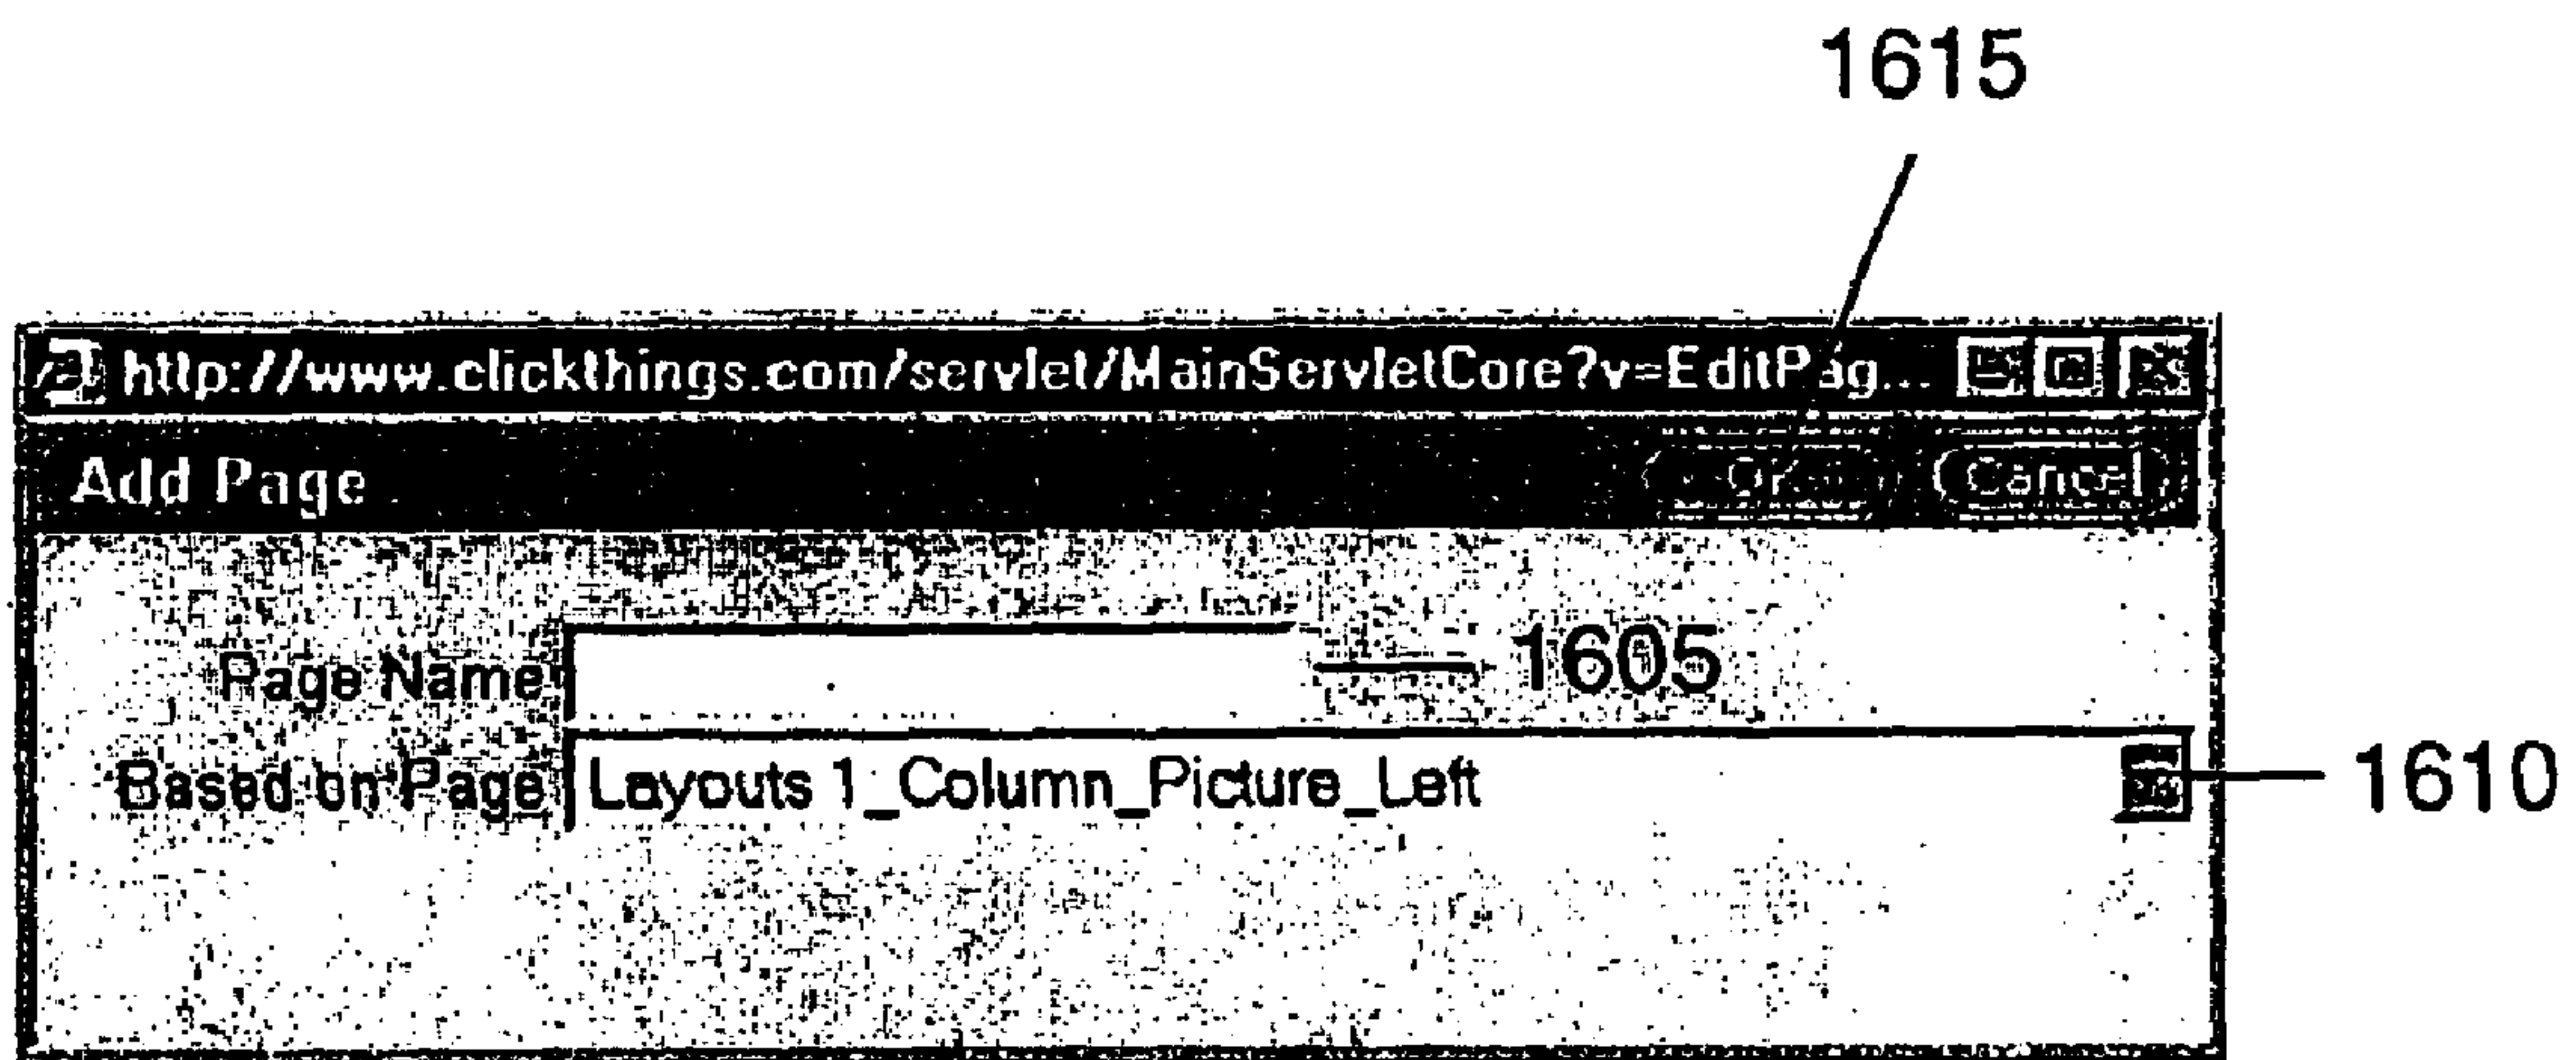 1615
http://www.clickthings.com/servlet/MainServletCore?v=EditPag...
Add Page OK Cancel
Page Name 1605
Based on Page Layouts 1_Column_Picture_Left 1610